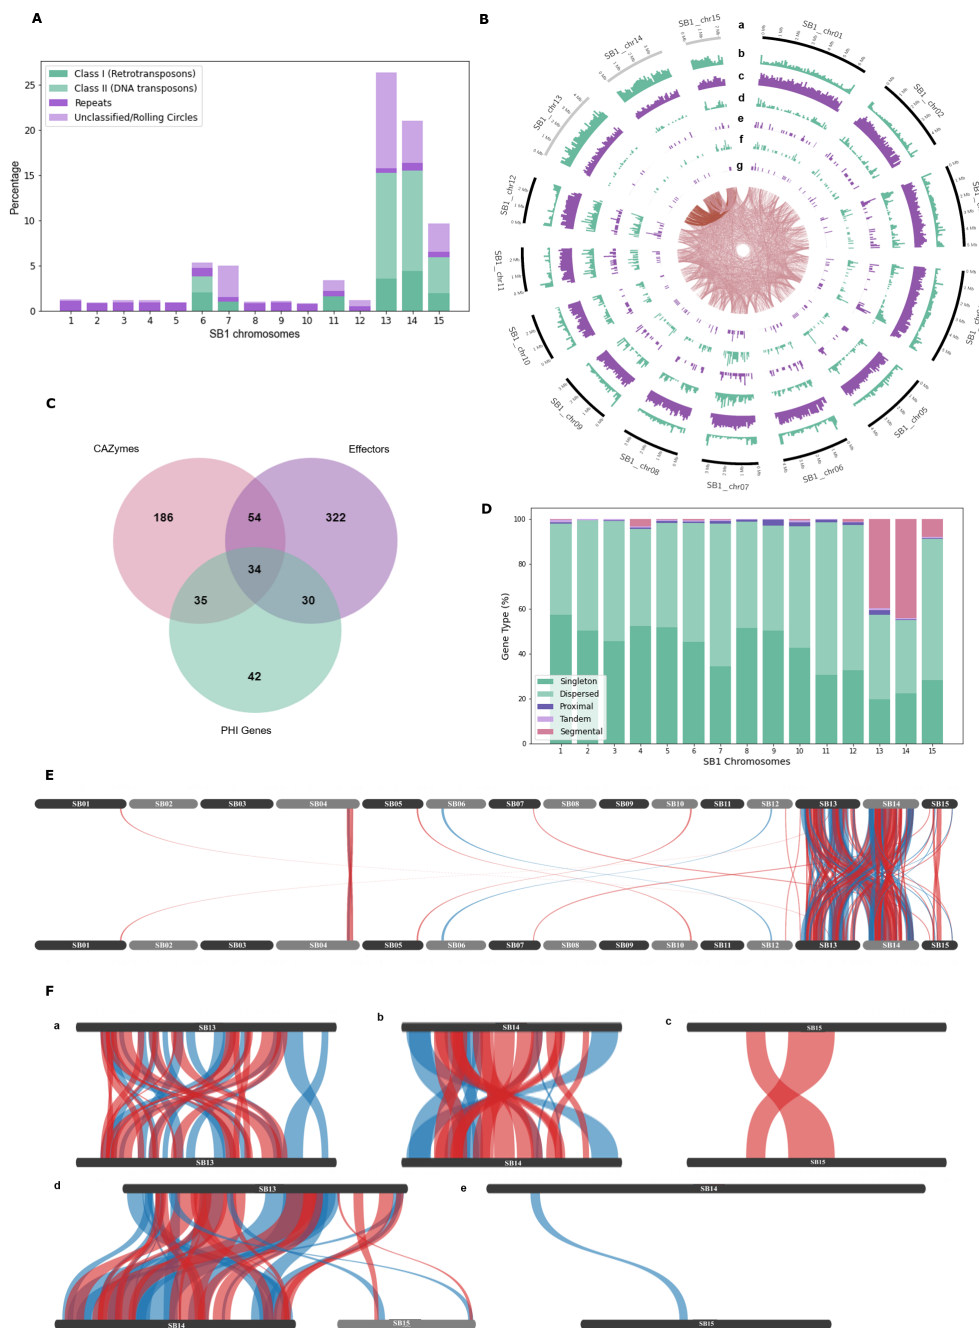 A
Class I (Retrotransposons)
Class II (DNA transposons)
Repeats
Unclassified/Rolling Circles
Percentage
25
20
15
10
5
0
1 2 3 4 5 6 7 8 9 10 11 12 13 14 15
SB1 chromosomes
B
a
b
c
d
e
f
g
SB1_chr01
SB1_chr02
SB1_chr05
SB1_chr06
SB1_chr07
SB1_chr08
SB1_chr09
SB1_chr10
SB1_chr11
SB1_chr12
SB1_chr13
SB1_chr14
SB1_chr15
C
CAZymes
Effectors
186
54
322
34
35
30
42
PHI Genes
D
Gene Type (%)
100
80
60
40
20
0
Singleton
Dispersed
Proximal
Tandem
Segmental
1 2 3 4 5 6 7 8 9 10 11 12 13 14 15
SB1 Chromosomes
E
SB01 SB02 SB03 SB04 SB05 SB06 SB07 SB08 SB09 SB10 SB11 SB12 SB13 SB14 SB15
SB01 SB02 SB03 SB04 SB05 SB06 SB07 SB08 SB09 SB10 SB11 SB12 SB13 SB14 SB15
F
a
SB13
SB13
b
SB14
SB14
c
SB15
SB15
d
SB13
SB14
SB15
e
SB14
SB15